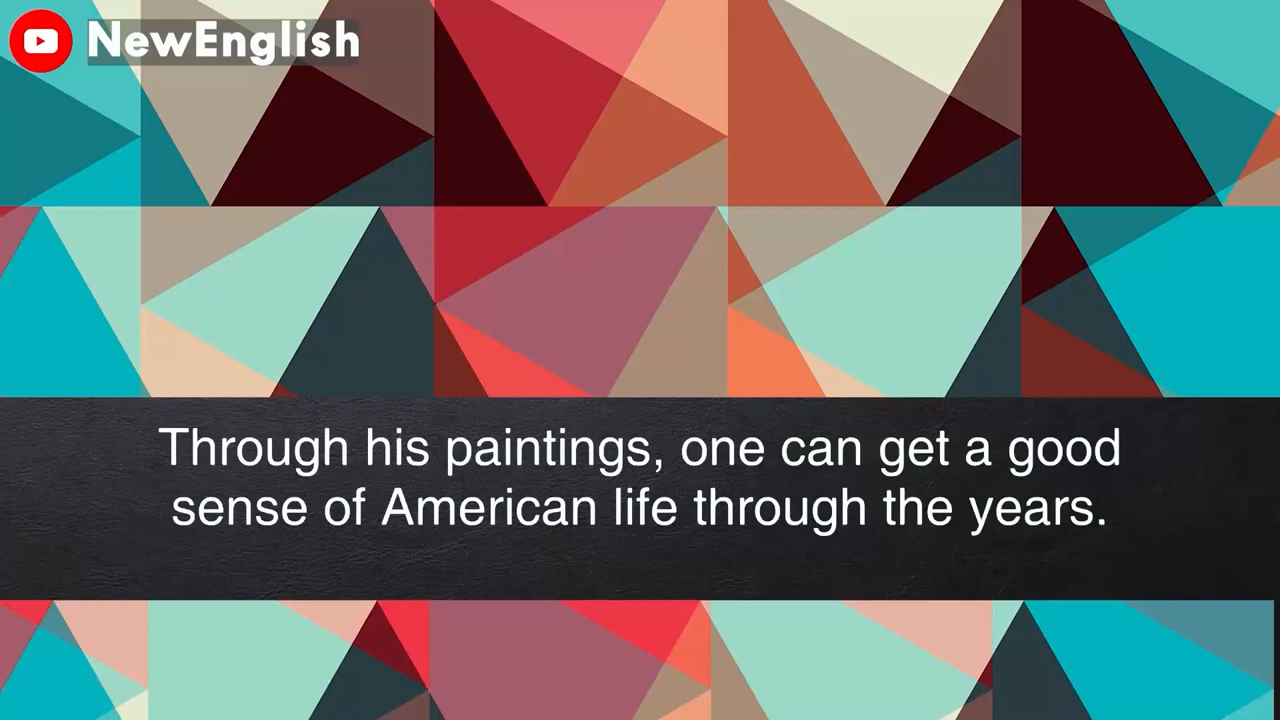 NewEnglish
Through his paintings, one can get a good
sense of American life through the years.